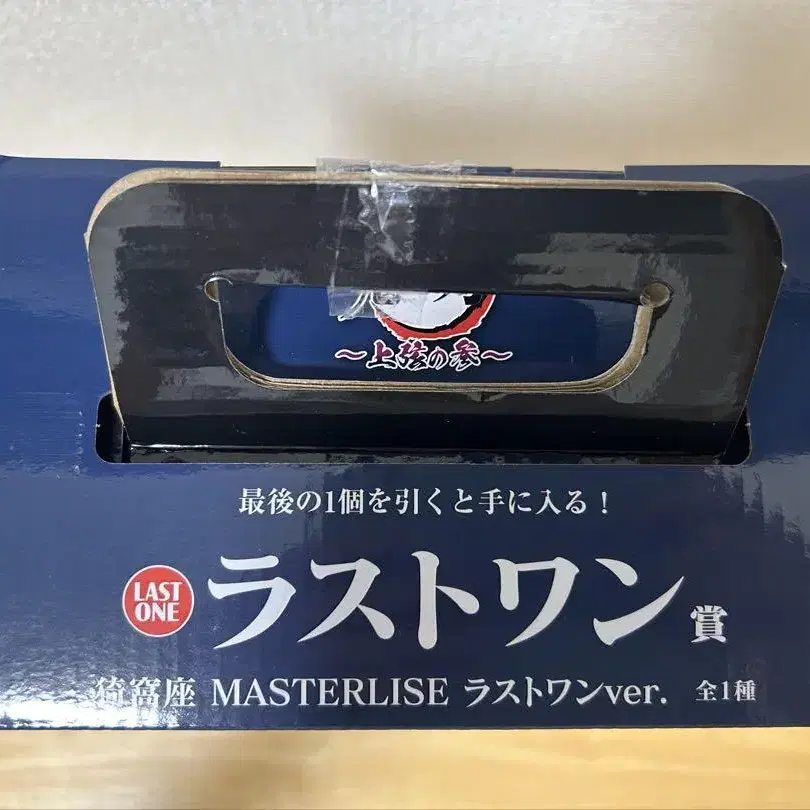 ～上弦の参～
最後の1個を引くと手に入る！
LAST
ONE
ラストワン賞
猗窩座 MASTERLISE ラストワンver. 全1種